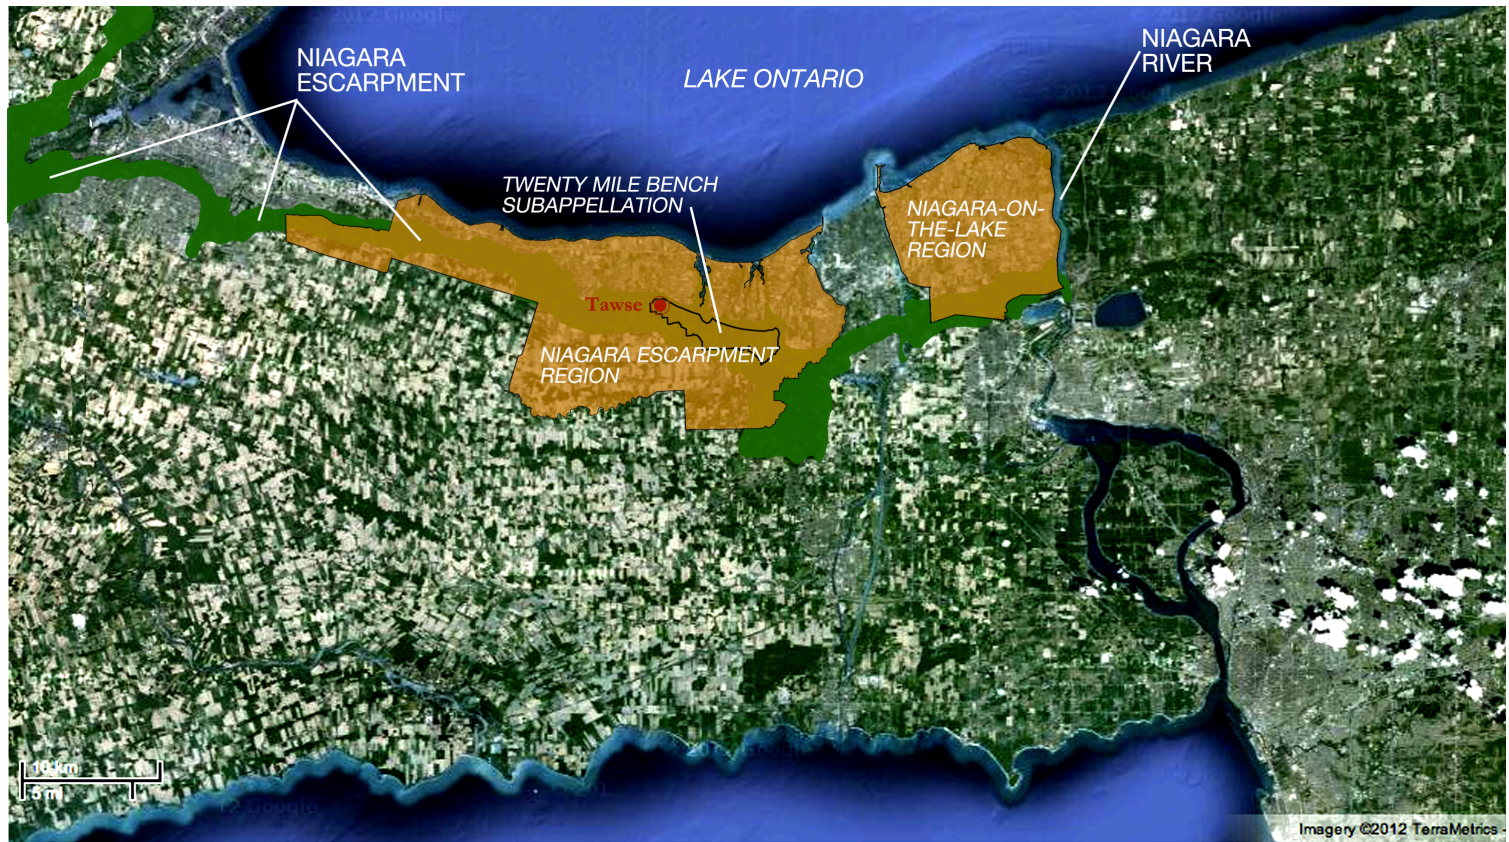 NIAGARA
ESCARPMENT
LAKE ONTARIO
NIAGARA
RIVER
TWENTY MILE BENCH
SUBAPPELLATION
NIAGARA-ON-
THE-LAKE
REGION
Tawse
NIAGARA ESCARPMENT
REGION
10 km
5 mi
Imagery ©2012 TerraMetrics -